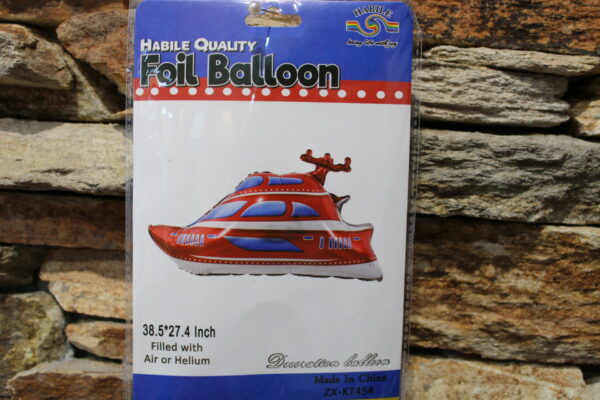 HABILE
Living life with joy
HABILE QUALITY
Foil Balloon
38.5*27.4 Inch
Filled with
Air or Helium
Decoration balloon
Made In China
ZX-KT454